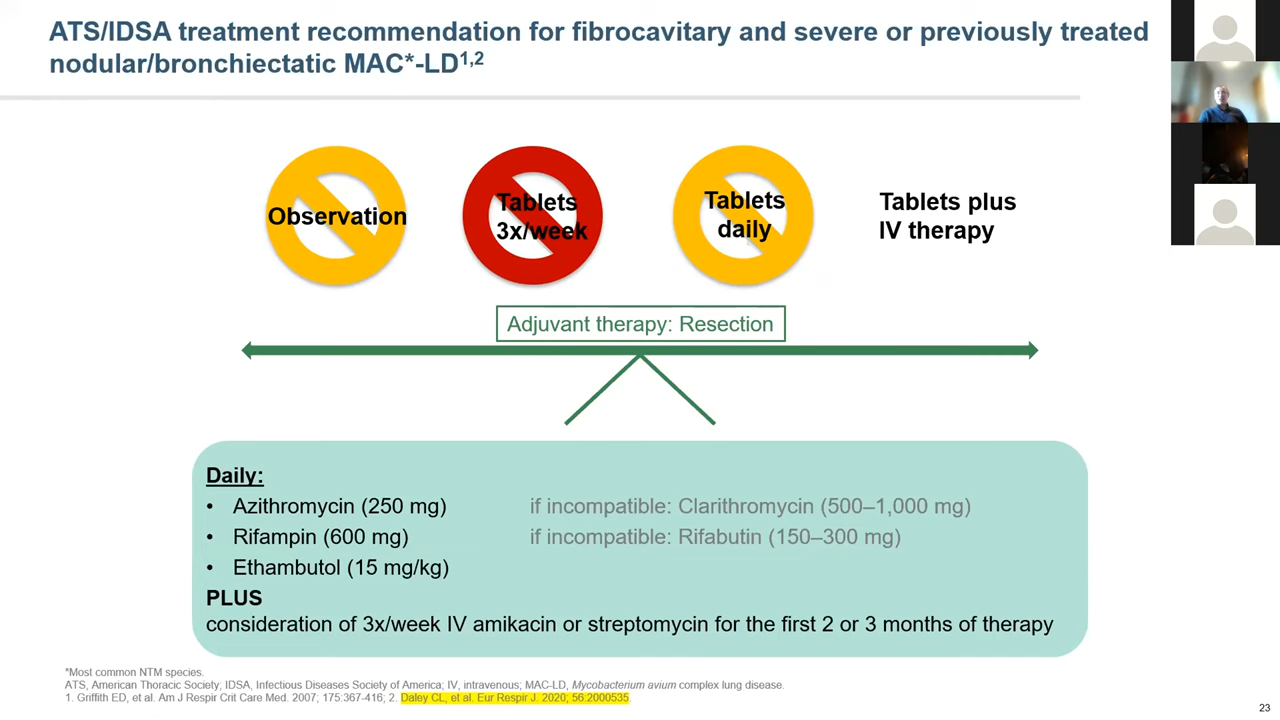 ATS/IDSA treatment recommendation for fibrocavitary and severe or previously treated
nodular/bronchiectatic MAC*-LD1,2
Observation
Tablets
3x/week
Tablets
daily
Tablets plus
IV therapy
Adjuvant therapy: Resection
Daily:
• Azithromycin (250 mg) if incompatible: Clarithromycin (500–1,000 mg)
• Rifampin (600 mg) if incompatible: Rifabutin (150–300 mg)
• Ethambutol (15 mg/kg)
PLUS
consideration of 3x/week IV amikacin or streptomycin for the first 2 or 3 months of therapy
*Most common NTM species.
ATS, American Thoracic Society; IDSA, Infectious Diseases Society of America; IV, intravenous; MAC-LD, Mycobacterium avium complex lung disease.
1. Griffith ED, et al. Am J Respir Crit Care Med. 2007; 175:367-416; 2. Daley CL, et al. Eur Respir J. 2020; 56:2000535.
23